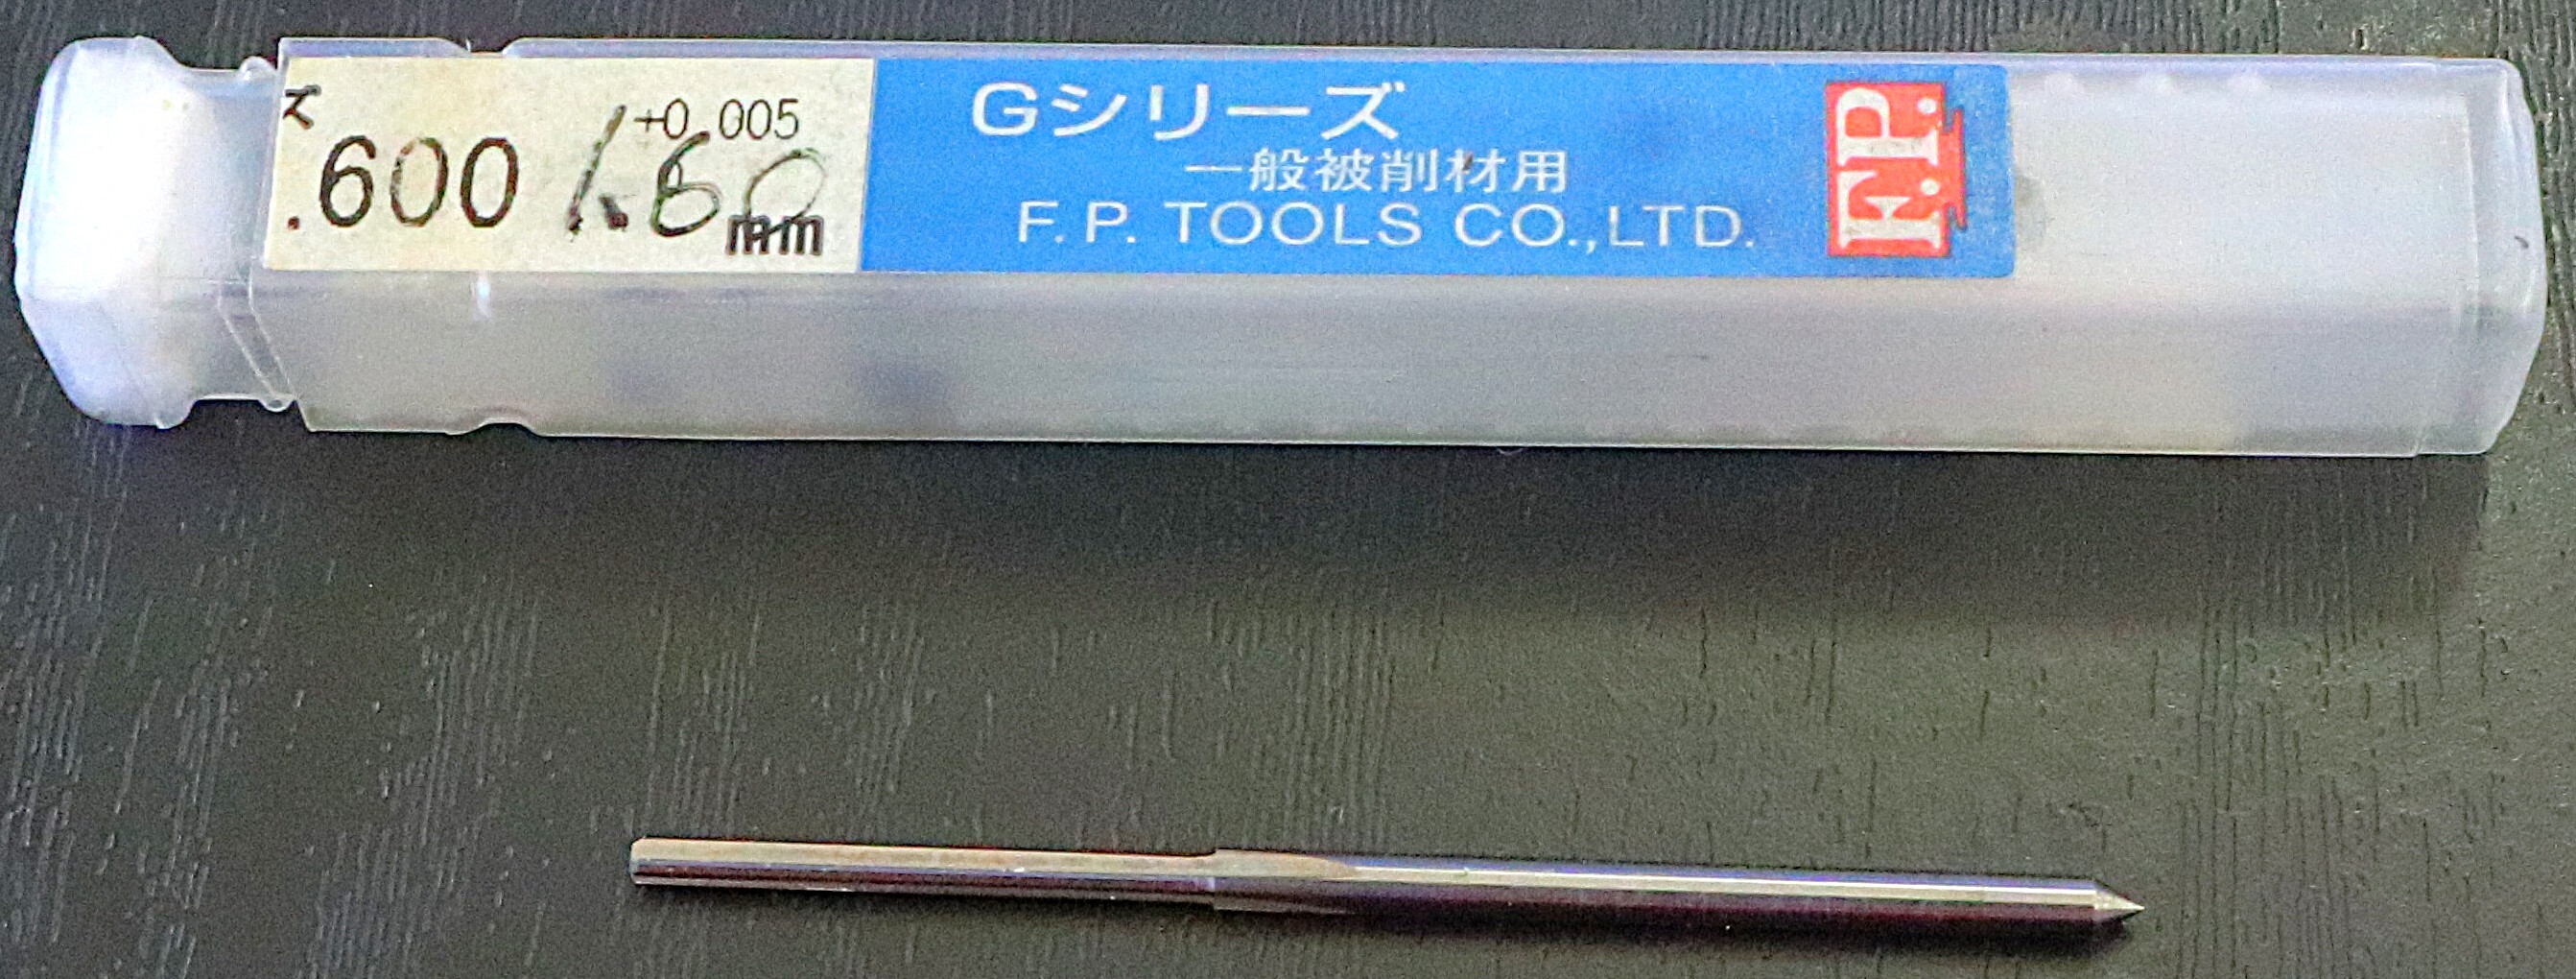 ズ
+0.005
.600 1.60 mm
Gシリーズ
一般被削材用
F.P. TOOLS CO.,LTD.
F.P.